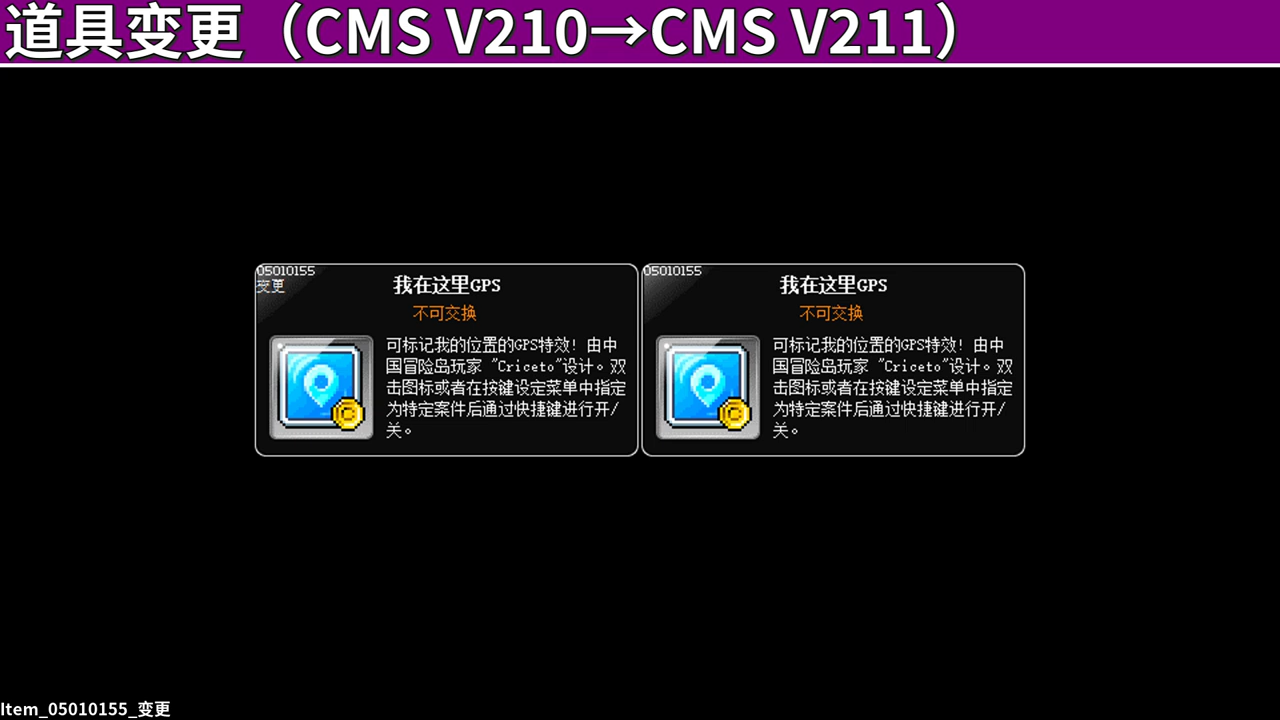 道具变更（CMS V210→CMS V211）
05010155
变更
我在这里GPS
不可交换
可标记我的位置的GPS特效！由中
国冒险岛玩家 "Criceto"设计。双
击图标或者在按键设定菜单中指定
为特定案件后通过快捷键进行开/
关。
05010155
我在这里GPS
不可交换
可标记我的位置的GPS特效！由中
国冒险岛玩家 "Criceto"设计。双
击图标或者在按键设定菜单中指定
为特定案件后通过快捷键进行开/
关。
Item_05010155_变更